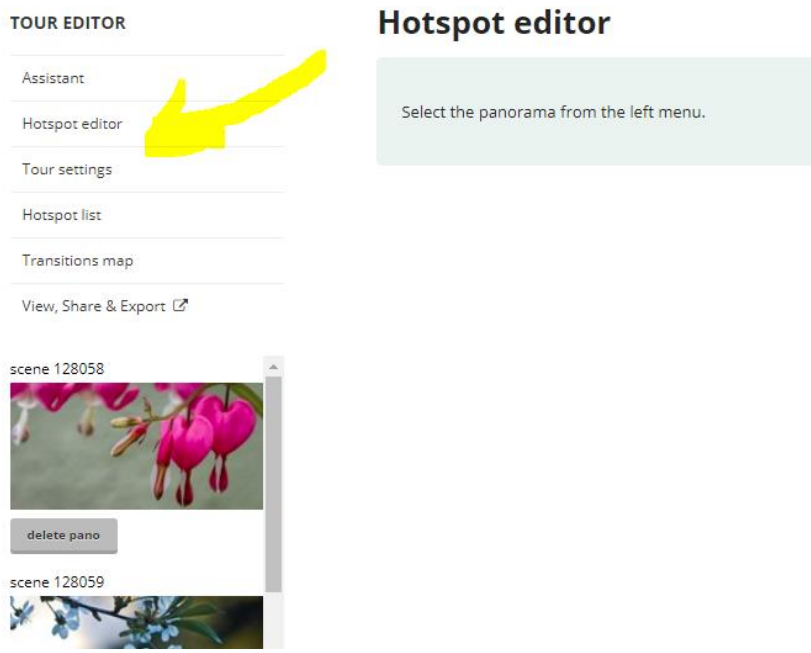 TOUR EDITOR
Assistant
Hotspot editor
Tour settings
Hotspot list
Transitions map
View, Share & Export
scene 128058
delete pano
scene 128059
Hotspot editor
Select the panorama from the left menu.